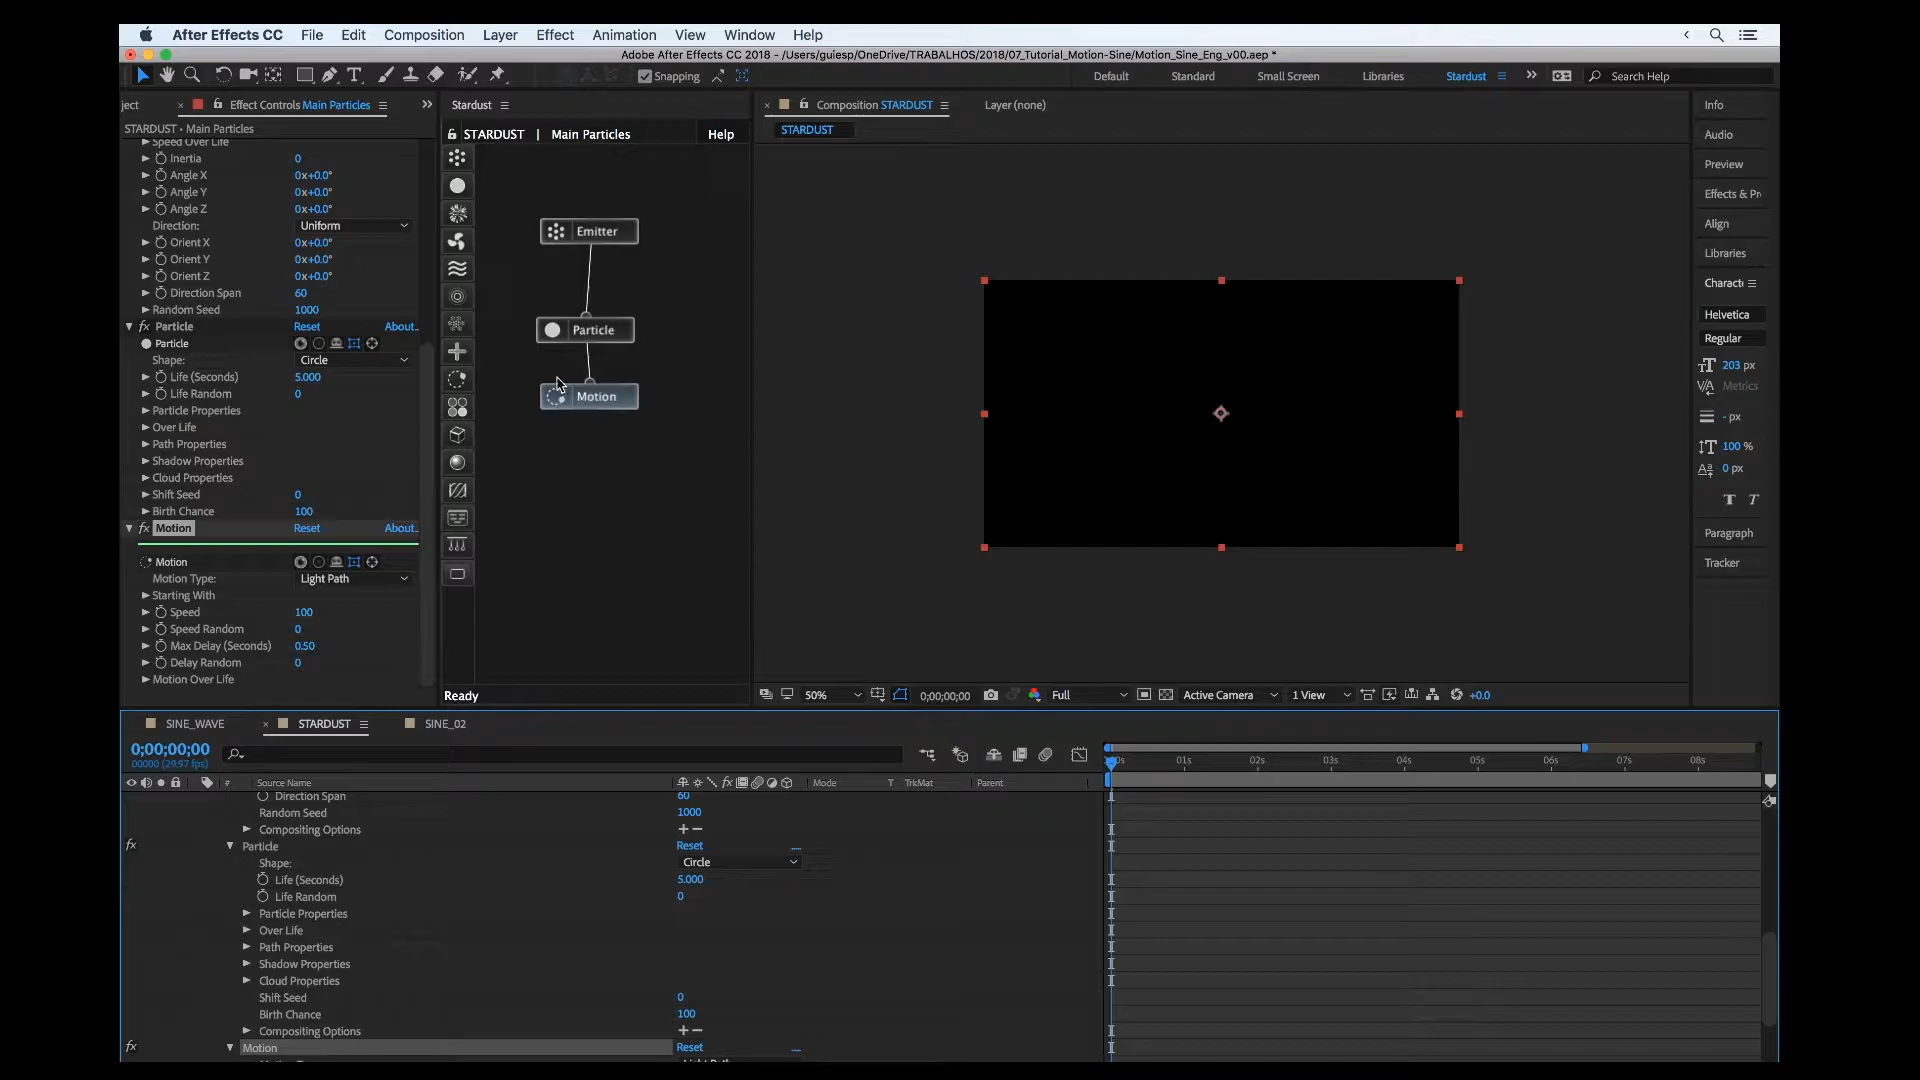 After Effects CC File Edit Composition Layer Effect Animation View Window Help
Adobe After Effects CC 2018 - /Users/guiesp/OneDrive/TRABALHOS/2018/07_Tutorial_Motion-Sine/Motion_Sine_Eng_v00.aep *
Snapping Default Standard Small Screen Libraries Stardust Search Help
ject Effect Controls Main Particles
STARDUST • Main Particles
Speed Over Life
Inertia 0
Angle X 0x+0.0°
Angle Y 0x+0.0°
Angle Z 0x+0.0°
Direction: Uniform
Orient X 0x+0.0°
Orient Y 0x+0.0°
Orient Z 0x+0.0°
Direction Span 60
Random Seed 1000
fx Particle Reset About..
Particle
Shape: Circle
Life (Seconds) 5.000
Life Random 0
Particle Properties
Over Life
Path Properties
Shadow Properties
Cloud Properties
Shift Seed 0
Birth Chance 100
fx Motion Reset About..
Motion
Motion Type: Light Path
Starting With
Speed 100
Speed Random 0
Max Delay (Seconds) 0.50
Delay Random 0
Motion Over Life
Stardust
STARDUST | Main Particles Help
Emitter
Particle
Motion
Ready
Composition STARDUST Layer (none)
STARDUST
50% 0;00;00;00 Full Active Camera 1 View +0.0
Info
Audio
Preview
Effects & Pr
Align
Libraries
Charact
Helvetica
Regular
203 px
Metrics
- px
100 %
0 px
T T
Paragraph
Tracker
SINE_WAVE STARDUST SINE_02
0;00;00;00
00000 (29.97 fps)
# Source Name fx Mode T TrkMat Parent
01s 02s 03s 04s 05s 06s 07s 08s
Direction Span 60
Random Seed 1000
Compositing Options +−
fx Particle Reset ...
Shape: Circle
Life (Seconds) 5.000
Life Random 0
Particle Properties
Over Life
Path Properties
Shadow Properties
Cloud Properties
Shift Seed 0
Birth Chance 100
Compositing Options +−
fx Motion Reset ...